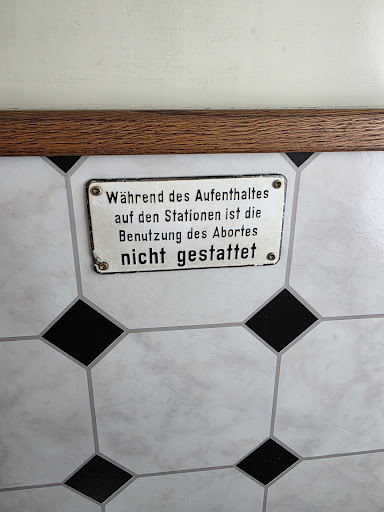 Während des Aufenthaltes
auf den Stationen ist die
Benutzung des Abortes
nicht gestattet